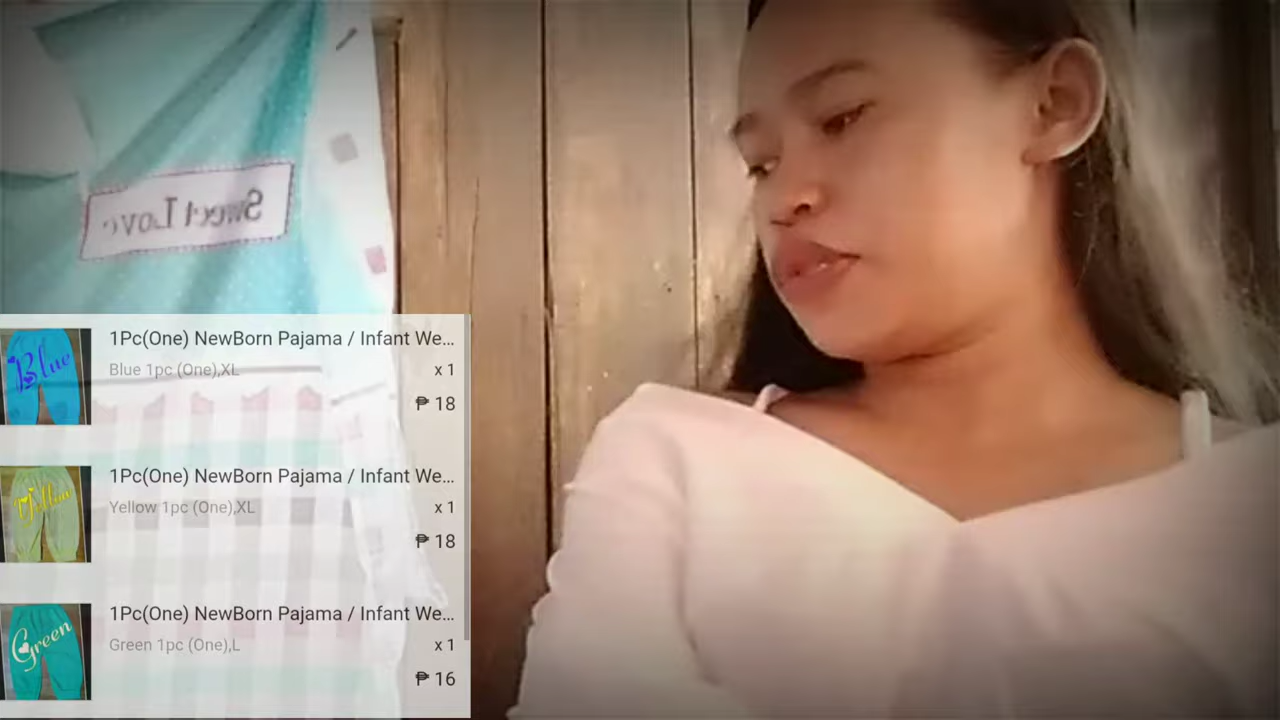 Sweet Love
1Pc(One) NewBorn Pajama / Infant We...
Blue 1pc (One),XL
x 1
₱ 18
Blue
1Pc(One) NewBorn Pajama / Infant We...
Yellow 1pc (One),XL
x 1
₱ 18
Yellow
1Pc(One) NewBorn Pajama / Infant We...
Green 1pc (One),L
x 1
₱ 16
Green